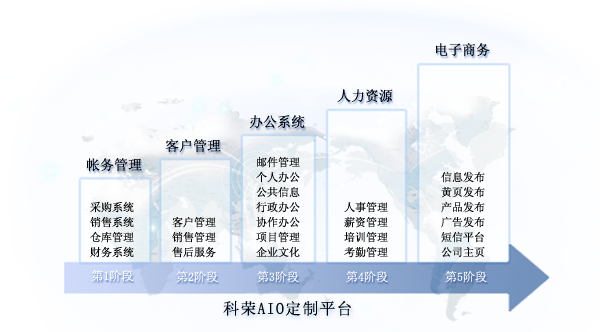 帐务管理
采购系统
销售系统
仓库管理
财务系统
第1阶段
客户管理
客户管理
销售管理
售后服务
第2阶段
办公系统
邮件管理
个人办公
公共信息
行政办公
协作办公
项目管理
企业文化
第3阶段
人力资源
人事管理
薪资管理
培训管理
考勤管理
第4阶段
电子商务
信息发布
黄页发布
产品发布
广告发布
短信平台
公司主页
第5阶段
科荣AIO定制平台